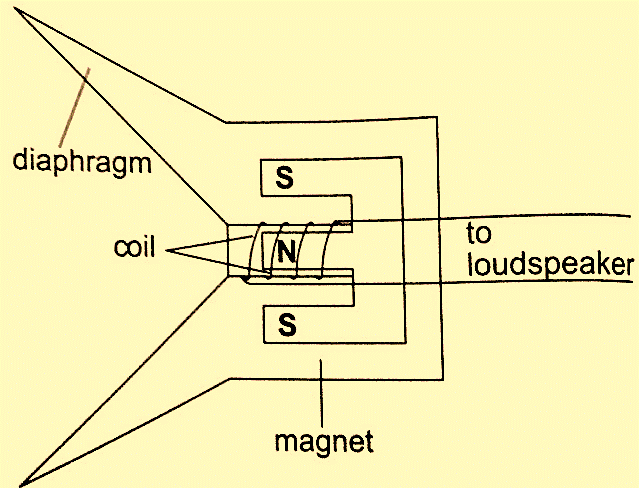 diaphragm
S
coil
N
to
loudspeaker
S
magnet